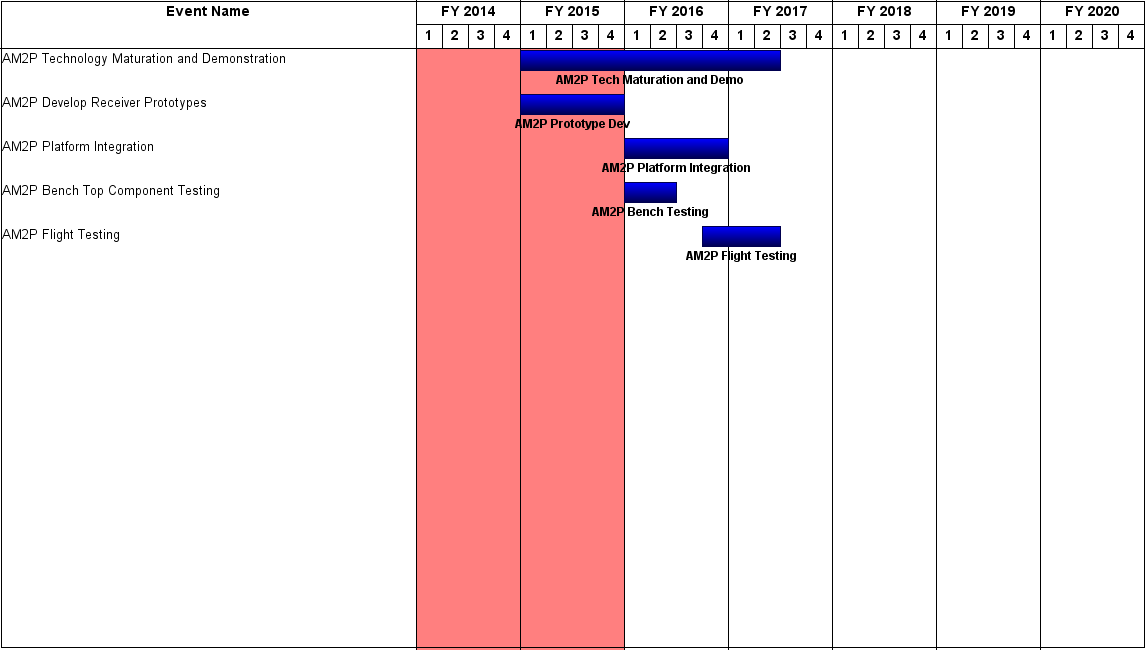 Event Name FY 2014 FY 2015 FY 2016 FY 2017 FY 2018 FY 2019 FY 2020
1 2 3 4 1 2 3 4 1 2 3 4 1 2 3 4 1 2 3 4 1 2 3 4 1 2 3 4
AM2P Technology Maturation and Demonstration
AM2P Tech Maturation and Demo
AM2P Develop Receiver Prototypes
AM2P Prototype Dev
AM2P Platform Integration
AM2P Platform Integration
AM2P Bench Top Component Testing
AM2P Bench Testing
AM2P Flight Testing
AM2P Flight Testing